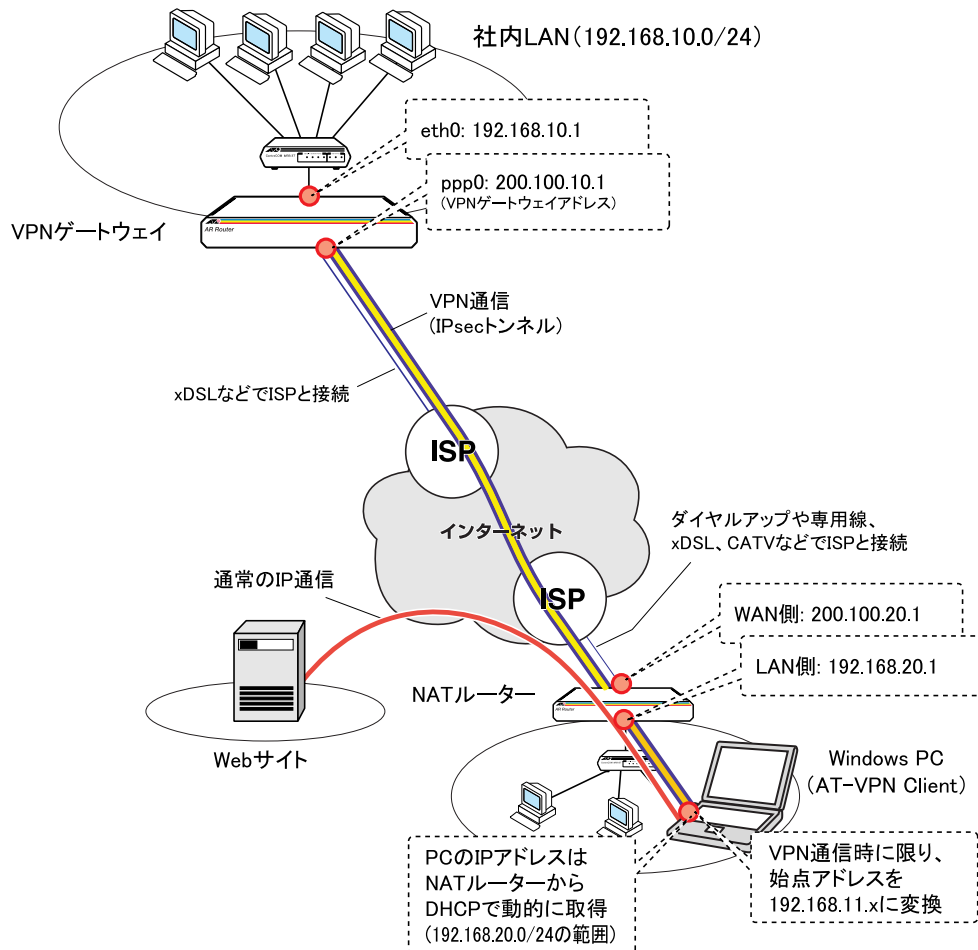 社内LAN(192.168.10.0/24)
eth0: 192.168.10.1
ppp0: 200.100.10.1
(VPNゲートウェイアドレス)
VPNゲートウェイ
AR Router
VPN通信
(IPsecトンネル)
xDSLなどでISPと接続
ISP
インターネット
ダイヤルアップや専用線、
xDSL、CATVなどでISPと接続
通常のIP通信
ISP
WAN側: 200.100.20.1
LAN側: 192.168.20.1
NATルーター
AR Router
Webサイト
Windows PC
(AT-VPN Client)
PCのIPアドレスは
NATルーターから
DHCPで動的に取得
(192.168.20.0/24の範囲)
VPN通信時に限り、
始点アドレスを
192.168.11.xに変換